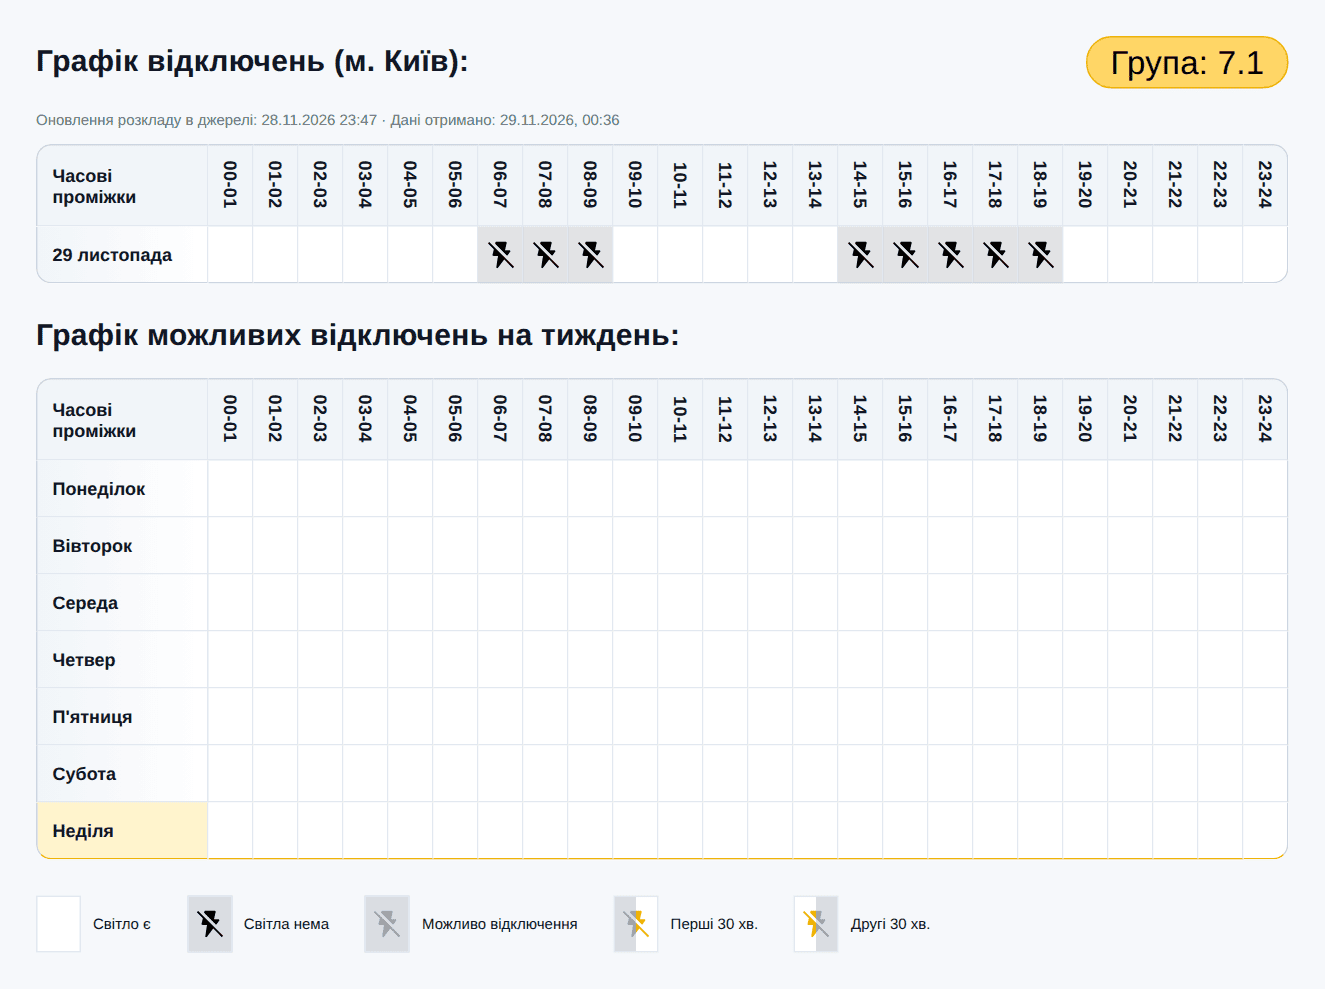 Графік відключень (м. Київ):
Група: 7.1
Оновлення розкладу в джерелі: 28.11.2026 23:47 · Дані отримано: 29.11.2026, 00:36
Часові проміжки 00-01 01-02 02-03 03-04 04-05 05-06 06-07 07-08 08-09 09-10 10-11 11-12 12-13 13-14 14-15 15-16 16-17 17-18 18-19 19-20 20-21 21-22 22-23 23-24
29 листопада
Графік можливих відключень на тиждень:
Часові проміжки 00-01 01-02 02-03 03-04 04-05 05-06 06-07 07-08 08-09 09-10 10-11 11-12 12-13 13-14 14-15 15-16 16-17 17-18 18-19 19-20 20-21 21-22 22-23 23-24
Понеділок
Вівторок
Середа
Четвер
П'ятниця
Субота
Неділя
Світло є Світла нема Можливо відключення Перші 30 хв. Другі 30 хв.